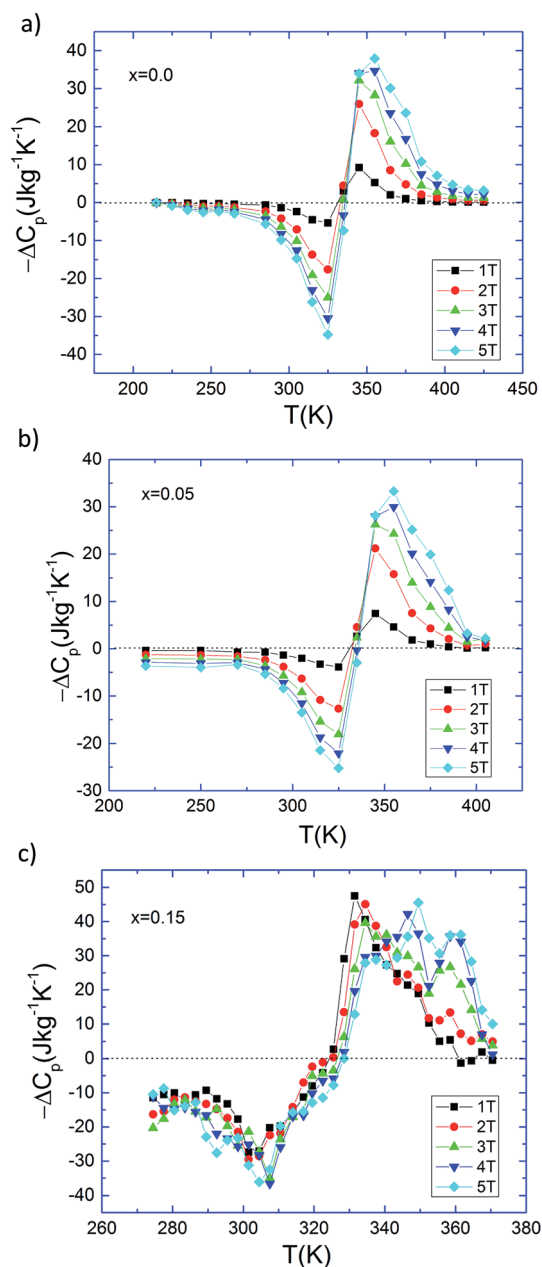 a)
x=0.0
40
30
20
10
0
-10
-20
-30
-40
−ΔCp(Jkg⁻¹K⁻¹)
1T
2T
3T
4T
5T
200 250 300 350 400 450
T(K)
b)
x=0.05
40
30
20
10
0
-10
-20
-30
−ΔCp(Jkg⁻¹K⁻¹)
1T
2T
3T
4T
5T
200 250 300 350 400
T(K)
c)
x=0.15
50
40
30
20
10
0
-10
-20
-30
-40
−ΔCp(Jkg⁻¹K⁻¹)
1T
2T
3T
4T
5T
260 280 300 320 340 360 380
T(K)